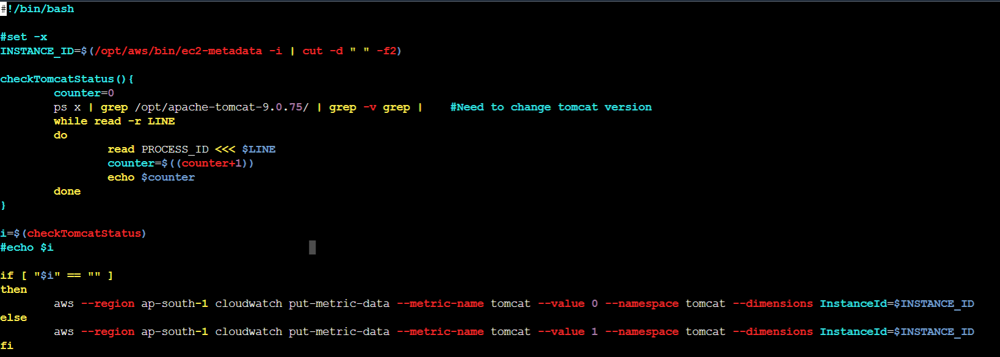 #!/bin/bash
#set -x
INSTANCE_ID=$(/opt/aws/bin/ec2-metadata -i | cut -d " " -f2)
checkTomcatStatus(){
counter=0
ps x | grep /opt/apache-tomcat-9.0.75/ | grep -v grep |    #Need to change tomcat version
while read -r LINE
do
read PROCESS_ID <<< $LINE
counter=$((counter+1))
echo $counter
done
}
i=$(checkTomcatStatus)
#echo $i
if [ "$i" == "" ]
then
aws --region ap-south-1 cloudwatch put-metric-data --metric-name tomcat --value 0 --namespace tomcat --dimensions InstanceId=$INSTANCE_ID
else
aws --region ap-south-1 cloudwatch put-metric-data --metric-name tomcat --value 1 --namespace tomcat --dimensions InstanceId=$INSTANCE_ID
fi